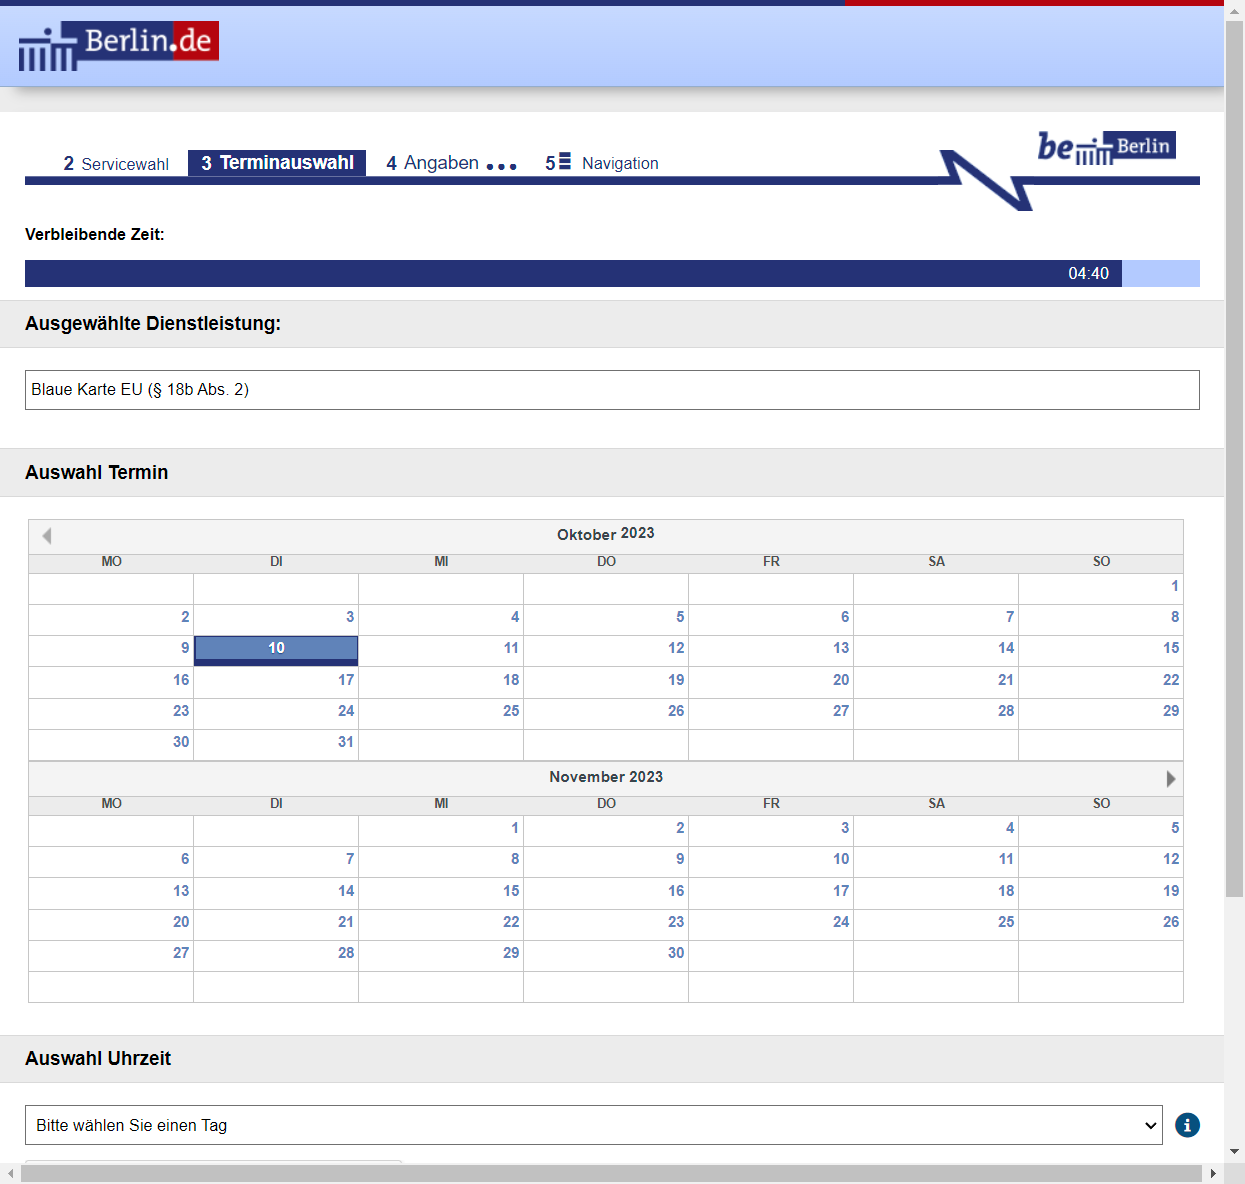 Berlin.de
be Berlin
2 Servicewahl 3 Terminauswahl 4 Angaben ... 5 Navigation
Verbleibende Zeit:
04:40
Ausgewählte Dienstleistung:
Blaue Karte EU (§ 18b Abs. 2)
Auswahl Termin
Oktober 2023
MO DI MI DO FR SA SO
1
2 3 4 5 6 7 8
9 10 11 12 13 14 15
16 17 18 19 20 21 22
23 24 25 26 27 28 29
30 31
November 2023
MO DI MI DO FR SA SO
1 2 3 4 5
6 7 8 9 10 11 12
13 14 15 16 17 18 19
20 21 22 23 24 25 26
27 28 29 30
Auswahl Uhrzeit
Bitte wählen Sie einen Tag